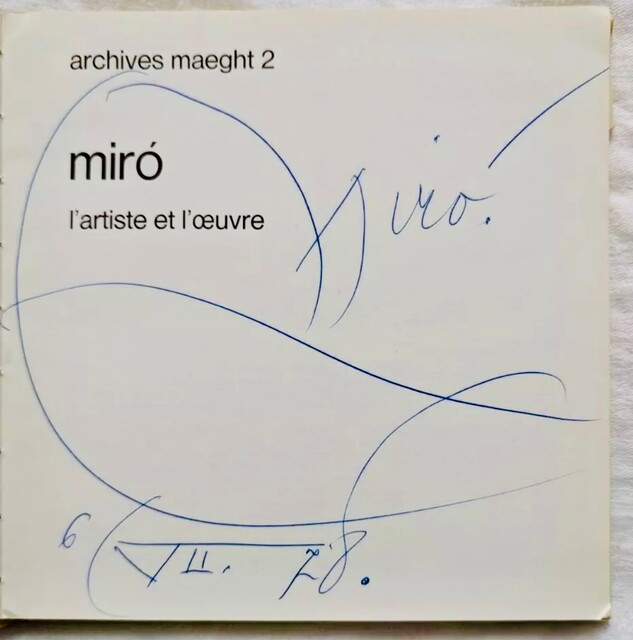 archives maeght 2
miró
l'artiste et l'œuvre
Miró.
6/VII.78.